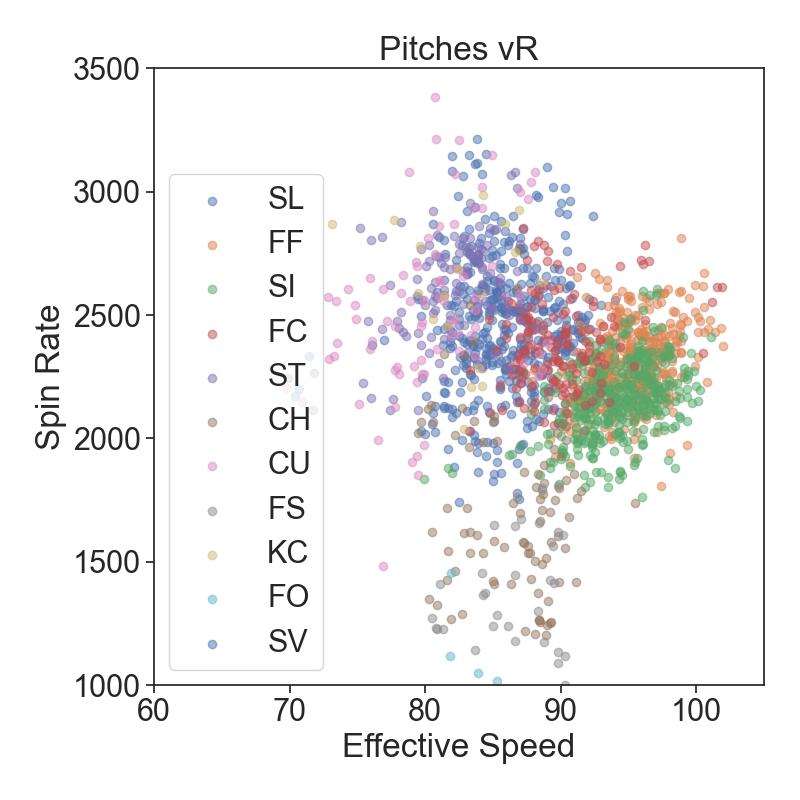 Pitches vR
3500
3000
2500
2000
1500
1000
Spin Rate
SL
FF
SI
FC
ST
CH
CU
FS
KC
FO
SV
60
70
80
90
100
Effective Speed